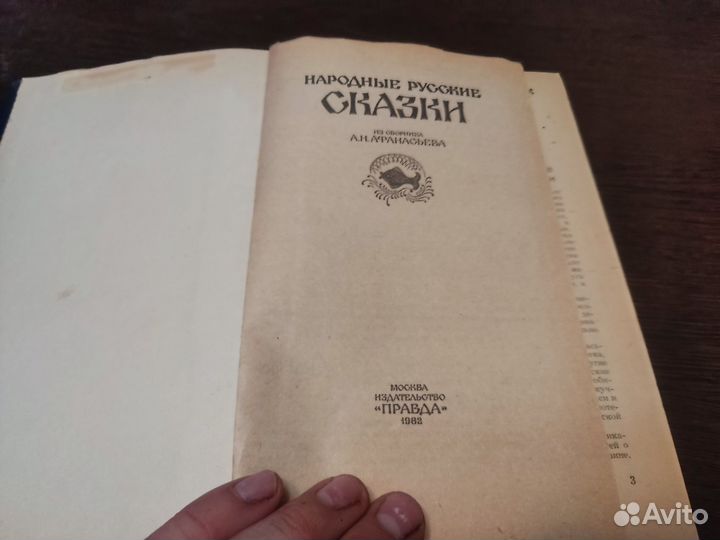 НАРОДНЫЕ РУССКИЕ
СКАЗКИ
ИЗ СБОРНИКА
А.Н.АФАНАСЬЕВА
МОСКВА
ИЗДАТЕЛЬСТВО
«ПРАВДА»
1982
3
Avito